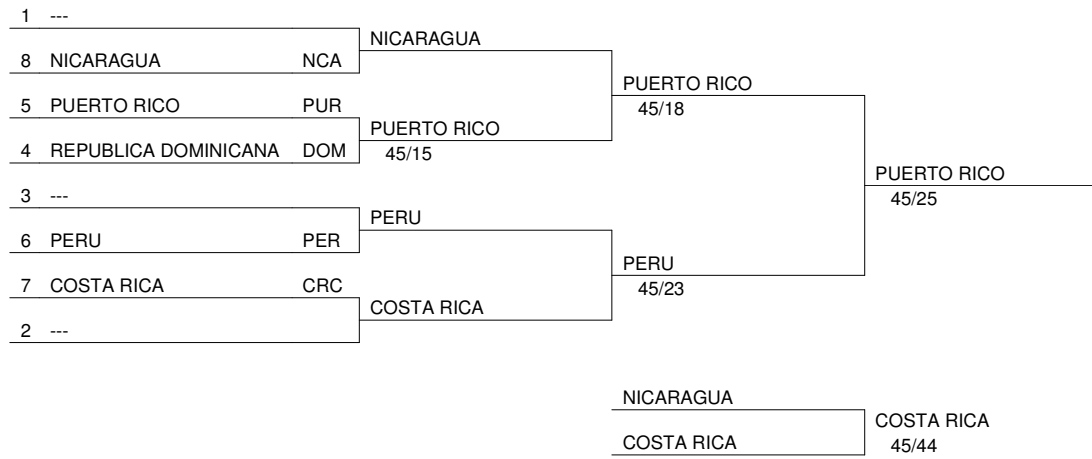 1 ---
NICARAGUA
8 NICARAGUA NCA
PUERTO RICO
45/18
5 PUERTO RICO PUR
PUERTO RICO
45/15
4 REPUBLICA DOMINICANA DOM
PUERTO RICO
45/25
3 ---
PERU
6 PERU PER
PERU
45/23
7 COSTA RICA CRC
COSTA RICA
2 ---
NICARAGUA
COSTA RICA
45/44
COSTA RICA